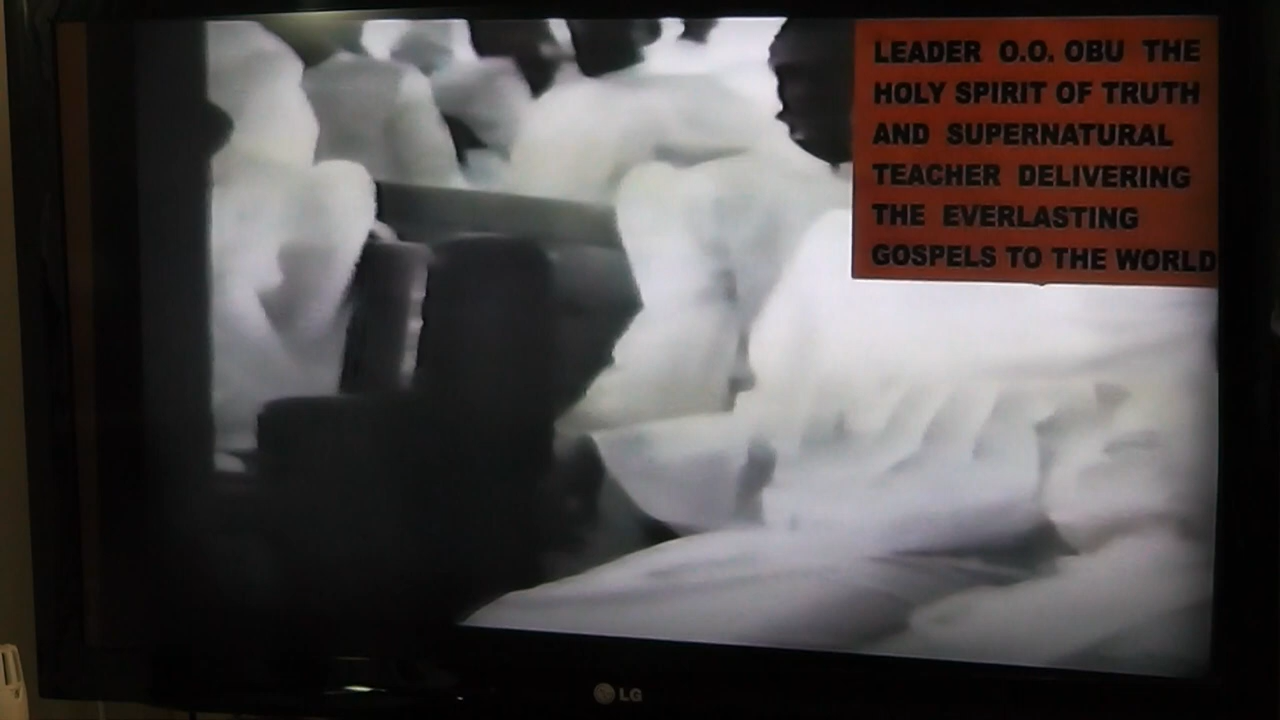 LEADER O.O. OBU THE
HOLY SPIRIT OF TRUTH
AND SUPERNATURAL
TEACHER DELIVERING
THE EVERLASTING
GOSPELS TO THE WORLD
LG